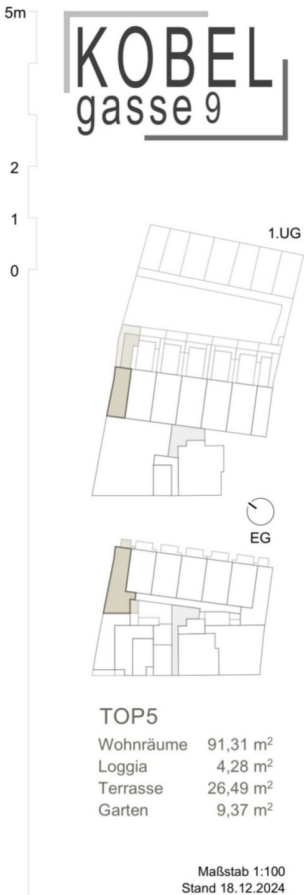 5m
KOBEL
gasse 9
2
1
0
1.UG
EG
TOP5
Wohnräume 91,31 m²
Loggia 4,28 m²
Terrasse 26,49 m²
Garten 9,37 m²
Maßstab 1:100
Stand 18.12.2024